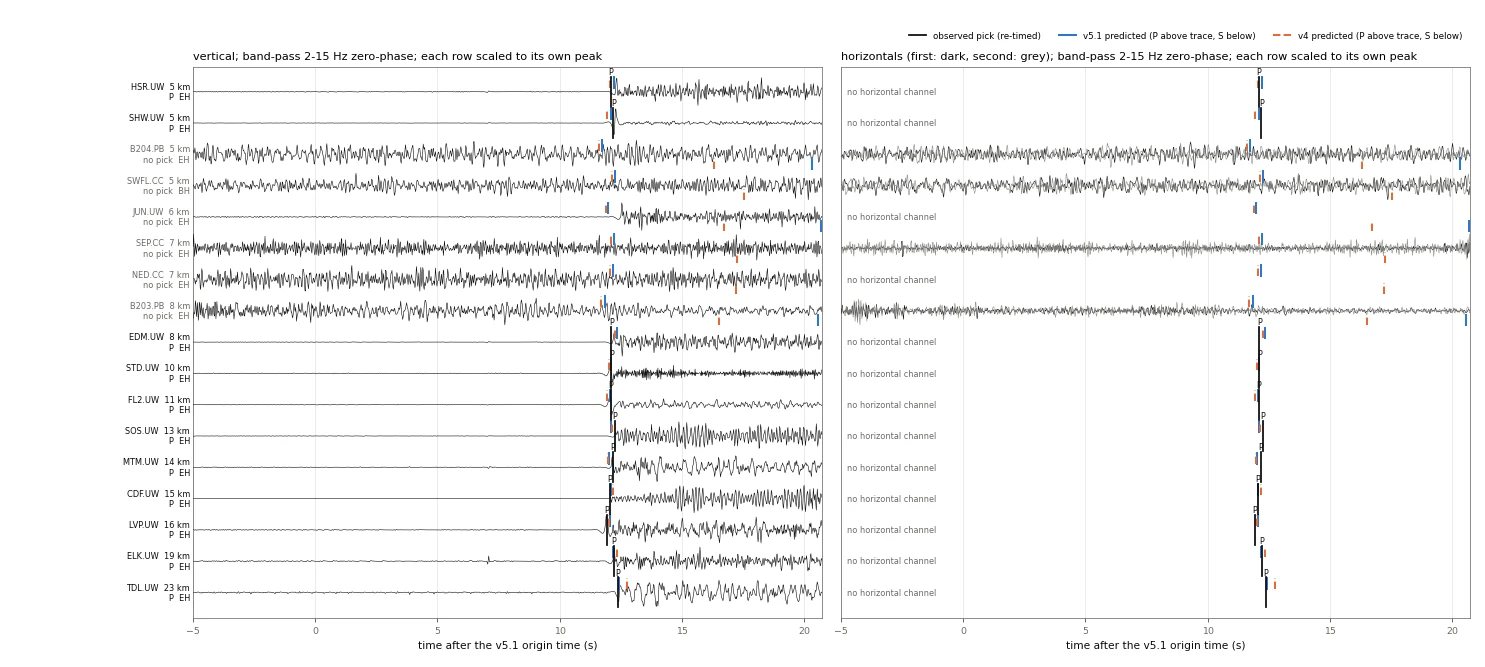 observed pick (re-timed) v5.1 predicted (P above trace, S below) v4 predicted (P above trace, S below)
vertical; band-pass 2-15 Hz zero-phase; each row scaled to its own peak
HSR.UW 5 km
P EH
SHW.UW 5 km
P EH
B204.PB 5 km
no pick EH
SWFL.CC 5 km
no pick BH
JUN.UW 6 km
no pick EH
SEP.CC 7 km
no pick EH
NED.CC 7 km
no pick EH
B203.PB 8 km
no pick EH
EDM.UW 8 km
P EH
STD.UW 10 km
P EH
FL2.UW 11 km
P EH
SOS.UW 13 km
P EH
MTM.UW 14 km
P EH
CDF.UW 15 km
P EH
LVP.UW 16 km
P EH
ELK.UW 19 km
P EH
TDL.UW 23 km
P EH
P
P
P
P
P
P
P
P
P
P
P
−5 0 5 10 15 20
time after the v5.1 origin time (s)
horizontals (first: dark, second: grey); band-pass 2-15 Hz zero-phase; each row scaled to its own peak
P
no horizontal channel
P
no horizontal channel
no horizontal channel
no horizontal channel
P
no horizontal channel
P
no horizontal channel
P
no horizontal channel
P
no horizontal channel
P
no horizontal channel
P
no horizontal channel
P
no horizontal channel
P
no horizontal channel
P
no horizontal channel
−5 0 5 10 15 20
time after the v5.1 origin time (s)